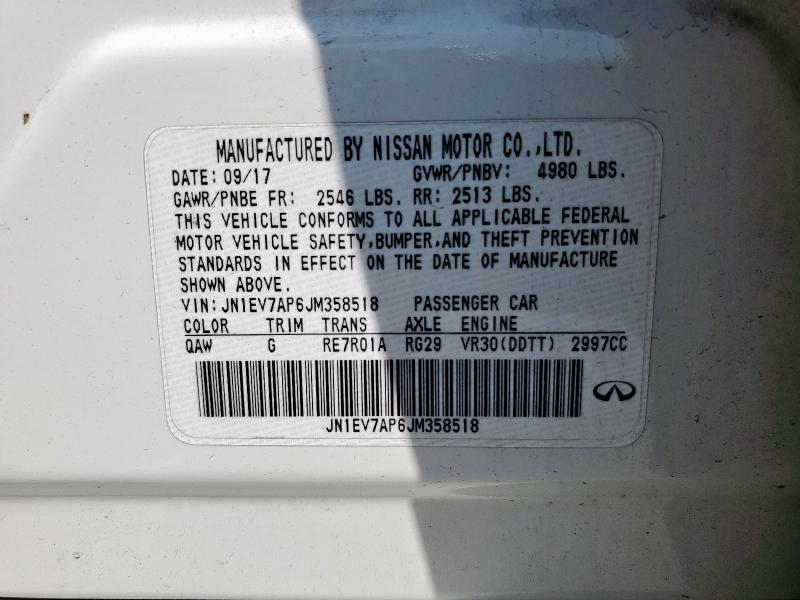 MANUFACTURED BY NISSAN MOTOR CO.,LTD.
DATE: 09/17 GVWR/PNBV: 4980 LBS.
GAWR/PNBE FR: 2546 LBS. RR: 2513 LBS.
THIS VEHICLE CONFORMS TO ALL APPLICABLE FEDERAL
MOTOR VEHICLE SAFETY,BUMPER,AND THEFT PREVENTION
STANDARDS IN EFFECT ON THE DATE OF MANUFACTURE
SHOWN ABOVE.
VIN: JN1EV7AP6JM358518 PASSENGER CAR
COLOR TRIM TRANS AXLE ENGINE
QAW G RE7R01A RG29 VR30(DDTT) 2997CC
JN1EV7AP6JM358518